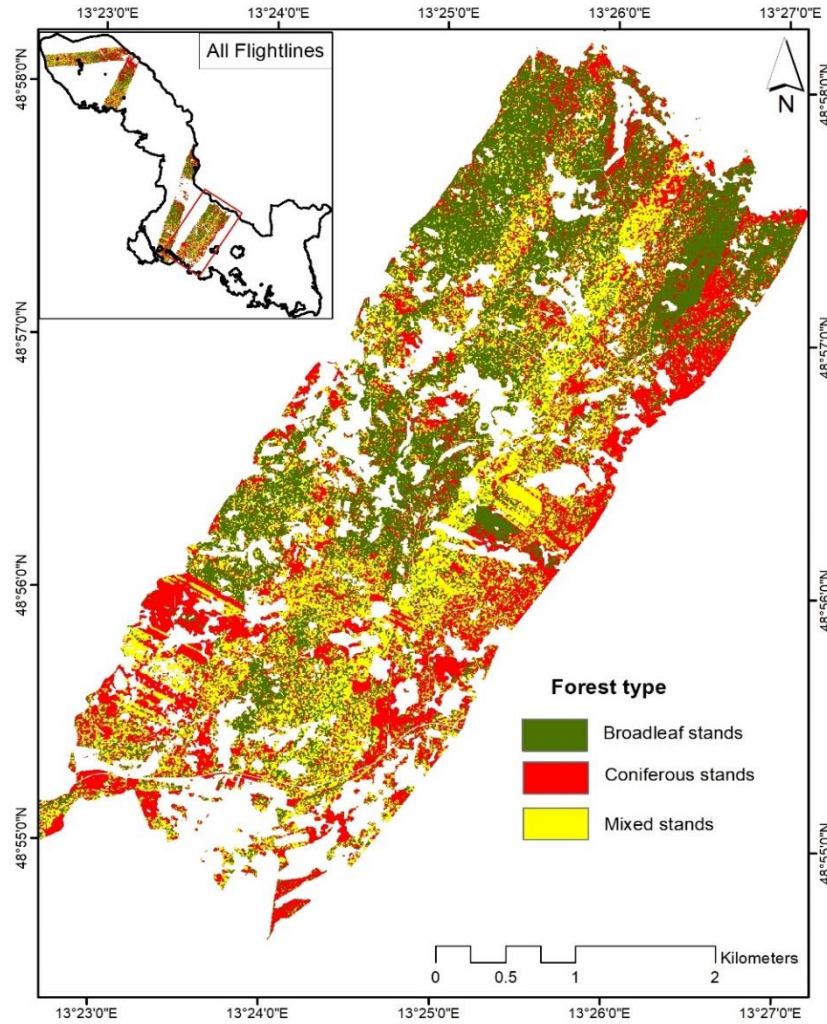 13°23'0"E 13°24'0"E 13°25'0"E 13°26'0"E 13°27'0"E
All Flightlines
N
48°58'0"N 48°58'0"N
48°57'0"N 48°57'0"N
48°56'0"N 48°56'0"N
Forest type
Broadleaf stands
Coniferous stands
Mixed stands
48°55'0"N 48°55'0"N
Kilometers
0 0.5 1 2
13°23'0"E 13°24'0"E 13°25'0"E 13°26'0"E 13°27'0"E